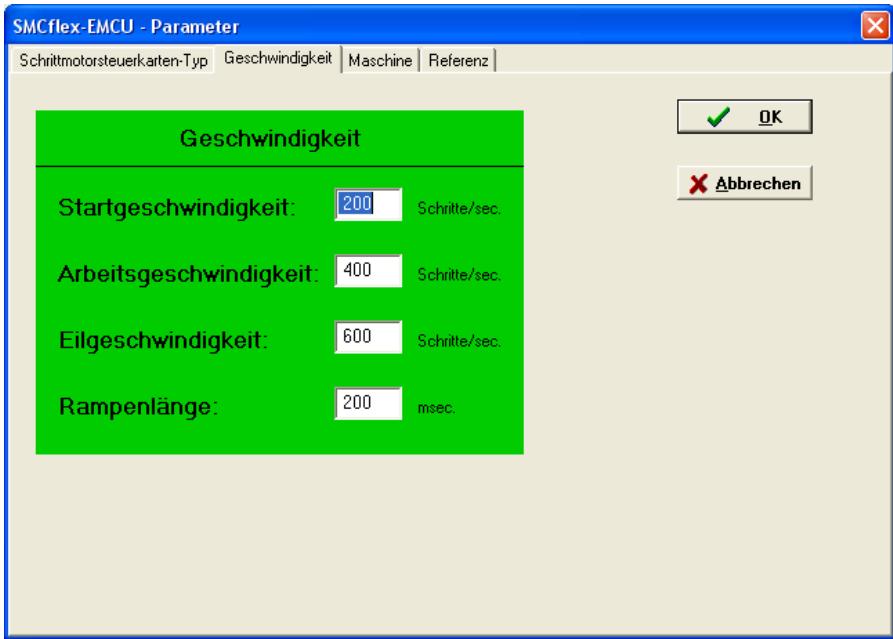 SMCflex-EMCU - Parameter
Schrittmotorsteuerkarten-Typ Geschwindigkeit Maschine Referenz
Geschwindigkeit
OK
Startgeschwindigkeit: 200 Schritte/sec.
Abbrechen
Arbeitsgeschwindigkeit: 400 Schritte/sec.
Eilgeschwindigkeit: 600 Schritte/sec.
Rampenlänge: 200 msec.